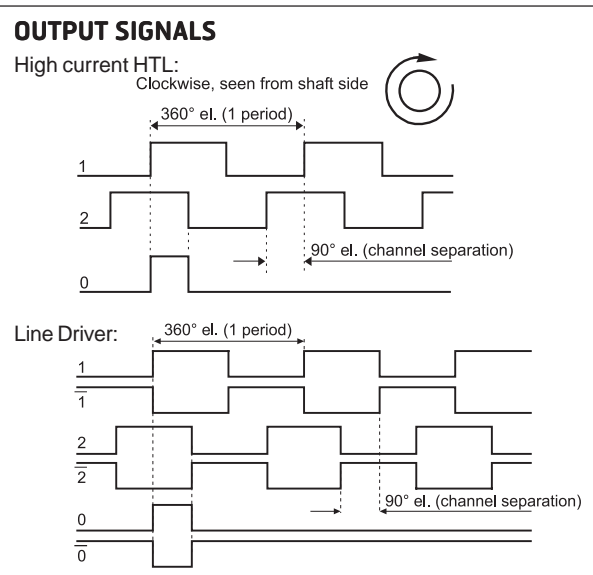 OUTPUT SIGNALS
High current HTL:
Clockwise, seen from shaft side
360° el. (1 period)
1
2
90° el. (channel separation)
0
Line Driver:
360° el. (1 period)
1
1̅
2
2̅
90° el. (channel separation)
0
0̅